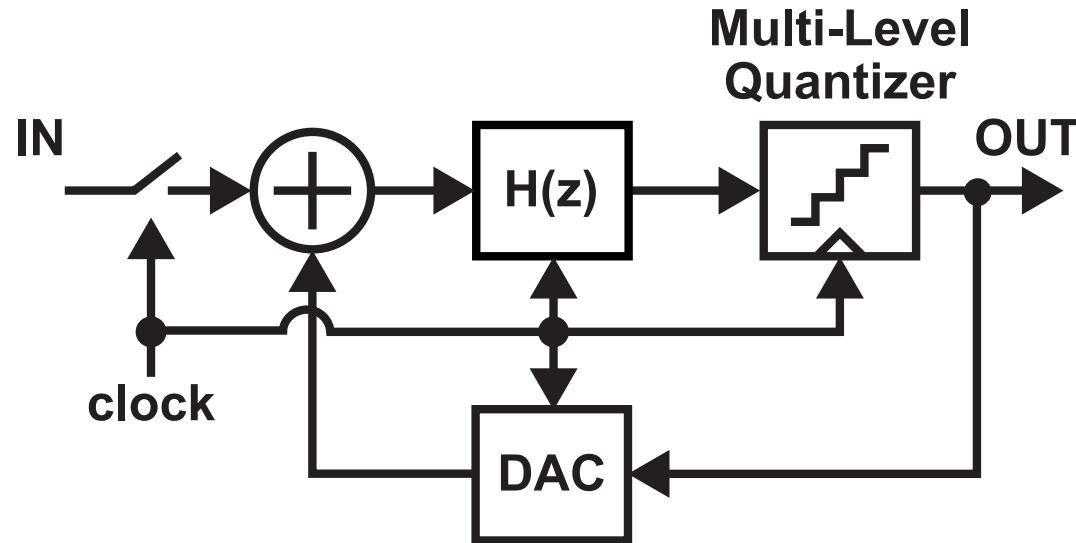 Multi-Level
Quantizer
IN
OUT
H(z)
clock
DAC